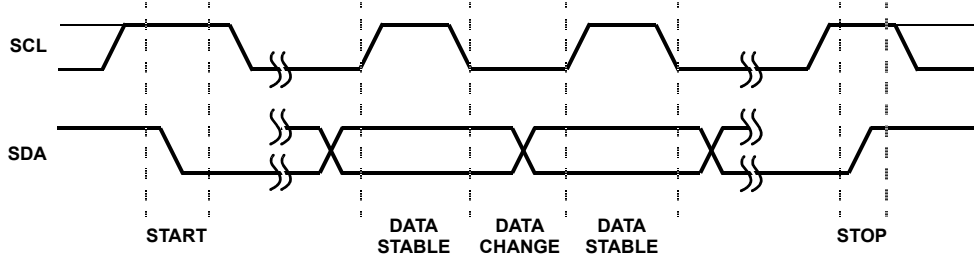 SCL
SDA
START
DATA
STABLE
DATA
CHANGE
DATA
STABLE
STOP